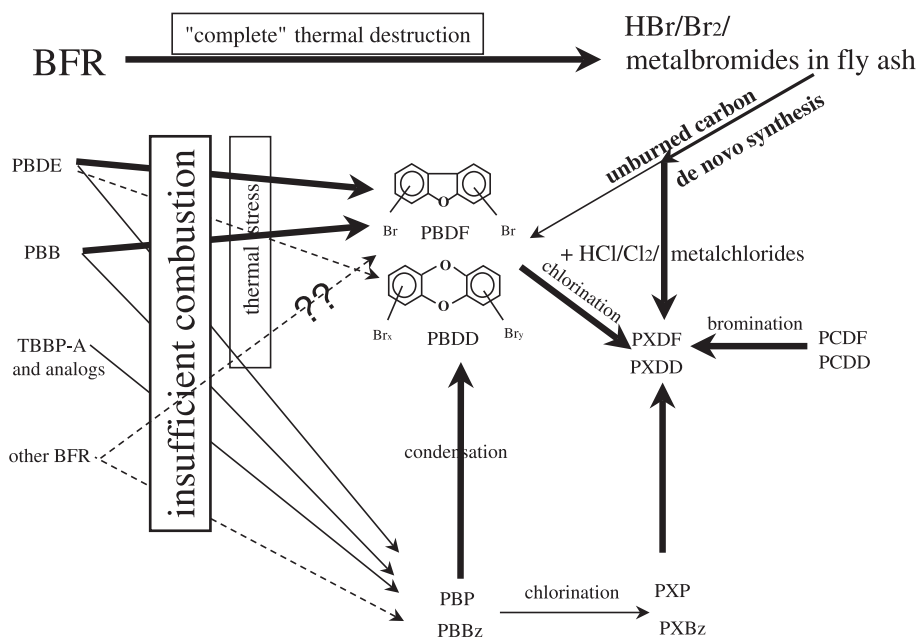 "complete" thermal destruction
BFR
HBr/Br2/
metalbromides in fly ash
unburned carbon
de novo synthesis
PBDE
PBB
TBBP-A
and analogs
other BFR
insufficient combustion
thermal stress
??
O
Br
PBDF
Br
O
O
Brx
PBDD
Bry
+ HCl/Cl2/ metalchlorides
chlorination
PXDF
PXDD
bromination
PCDF
PCDD
condensation
PBP
PBBz
chlorination
PXP
PXBz